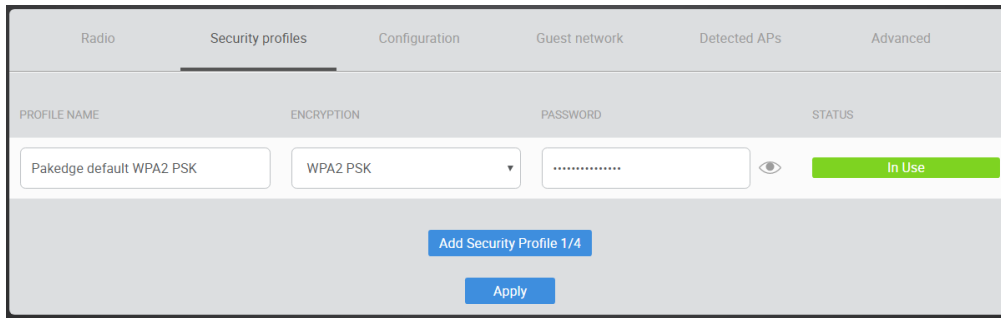 Radio Security profiles Configuration Guest network Detected APs Advanced
PROFILE NAME ENCRYPTION PASSWORD STATUS
Pakedge default WPA2 PSK WPA2 PSK ••••••••••••••• In Use
Add Security Profile 1/4
Apply